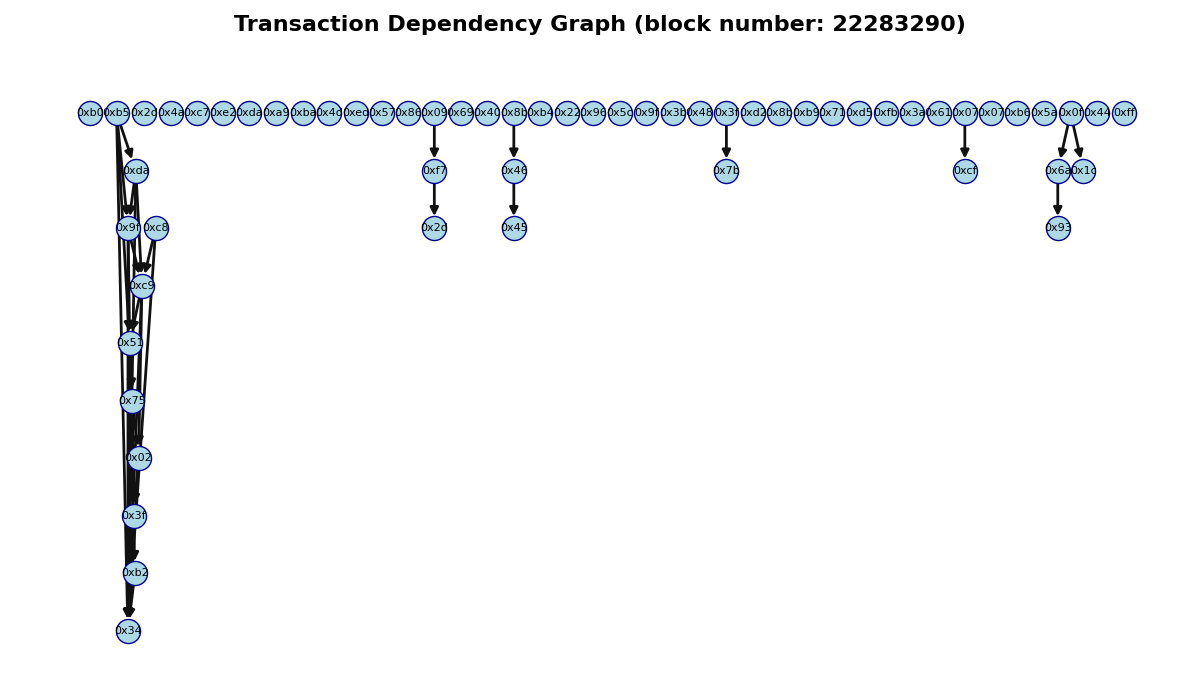 Transaction Dependency Graph (block number: 22283290)
0xb0 0xb5 0x2d 0x4a 0xc7 0xe2 0xda 0xa9 0xba 0x4d 0xed 0x57 0x86 0x09 0x69 0x40 0x8b 0xb4 0x22 0x96 0x5c 0x9f 0x3b 0x48 0x3f 0xd2 0x8b 0xb9 0x71 0xd5 0xfb 0x3a 0x61 0x07 0x07 0xb6 0x5a 0x0f 0x44 0xff
0xda 0xf7 0x46 0x7b 0xcf 0x6a 0x1c
0x9f 0xc8 0x2d 0x45 0x93
0xc9
0x51
0x75
0x02
0x3f
0xb2
0x34